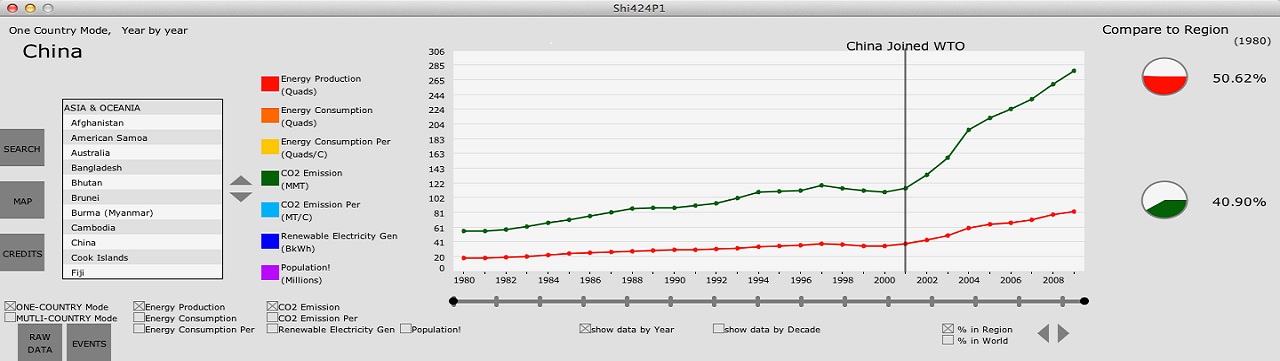 Shi424P1
One Country Mode,   Year by year
China
Compare to Region
(1980)
50.62%
40.90%
SEARCH
MAP
CREDITS
ASIA & OCEANIA
Afghanistan
American Samoa
Australia
Bangladesh
Bhutan
Brunei
Burma (Myanmar)
Cambodia
China
Cook Islands
Fiji
Energy Production
(Quads)
Energy Consumption
(Quads)
Energy Consumption Per
(Quads/C)
CO2 Emission
(MMT)
CO2 Emission Per
(MT/C)
Renewable Electricity Gen
(BkWh)
Population!
(Millions)
China Joined WTO
306
285
265
244
224
204
183
163
143
122
102
81
61
41
20
0
1980 1982 1984 1986 1988 1990 1992 1994 1996 1998 2000 2002 2004 2006 2008
ONE-COUNTRY Mode
MUTLI-COUNTRY Mode
Energy Production
Energy Consumption
Energy Consumption Per
CO2 Emission
CO2 Emission Per
Renewable Electricity Gen
Population!
show data by Year
show data by Decade
% in Region
% in World
RAW
DATA
EVENTS